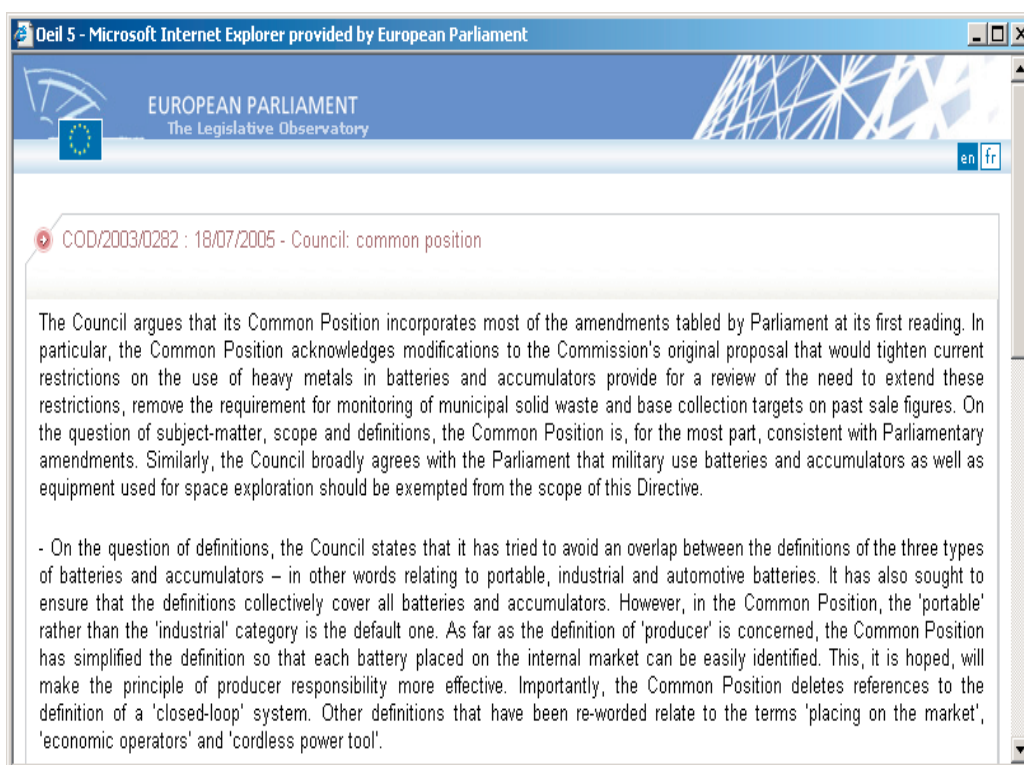 Oeil 5 - Microsoft Internet Explorer provided by European Parliament
EUROPEAN PARLIAMENT
The Legislative Observatory
en fr
COD/2003/0282 : 18/07/2005 - Council: common position
The Council argues that its Common Position incorporates most of the amendments tabled by Parliament at its first reading. In
particular, the Common Position acknowledges modifications to the Commission's original proposal that would tighten current
restrictions on the use of heavy metals in batteries and accumulators provide for a review of the need to extend these
restrictions, remove the requirement for monitoring of municipal solid waste and base collection targets on past sale figures. On
the question of subject-matter, scope and definitions, the Common Position is, for the most part, consistent with Parliamentary
amendments. Similarly, the Council broadly agrees with the Parliament that military use batteries and accumulators as well as
equipment used for space exploration should be exempted from the scope of this Directive.
- On the question of definitions, the Council states that it has tried to avoid an overlap between the definitions of the three types
of batteries and accumulators – in other words relating to portable, industrial and automotive batteries. It has also sought to
ensure that the definitions collectively cover all batteries and accumulators. However, in the Common Position, the 'portable'
rather than the 'industrial' category is the default one. As far as the definition of 'producer' is concerned, the Common Position
has simplified the definition so that each battery placed on the internal market can be easily identified. This, it is hoped, will
make the principle of producer responsibility more effective. Importantly, the Common Position deletes references to the
definition of a 'closed-loop' system. Other definitions that have been re-worded relate to the terms 'placing on the market',
'economic operators' and 'cordless power tool'.